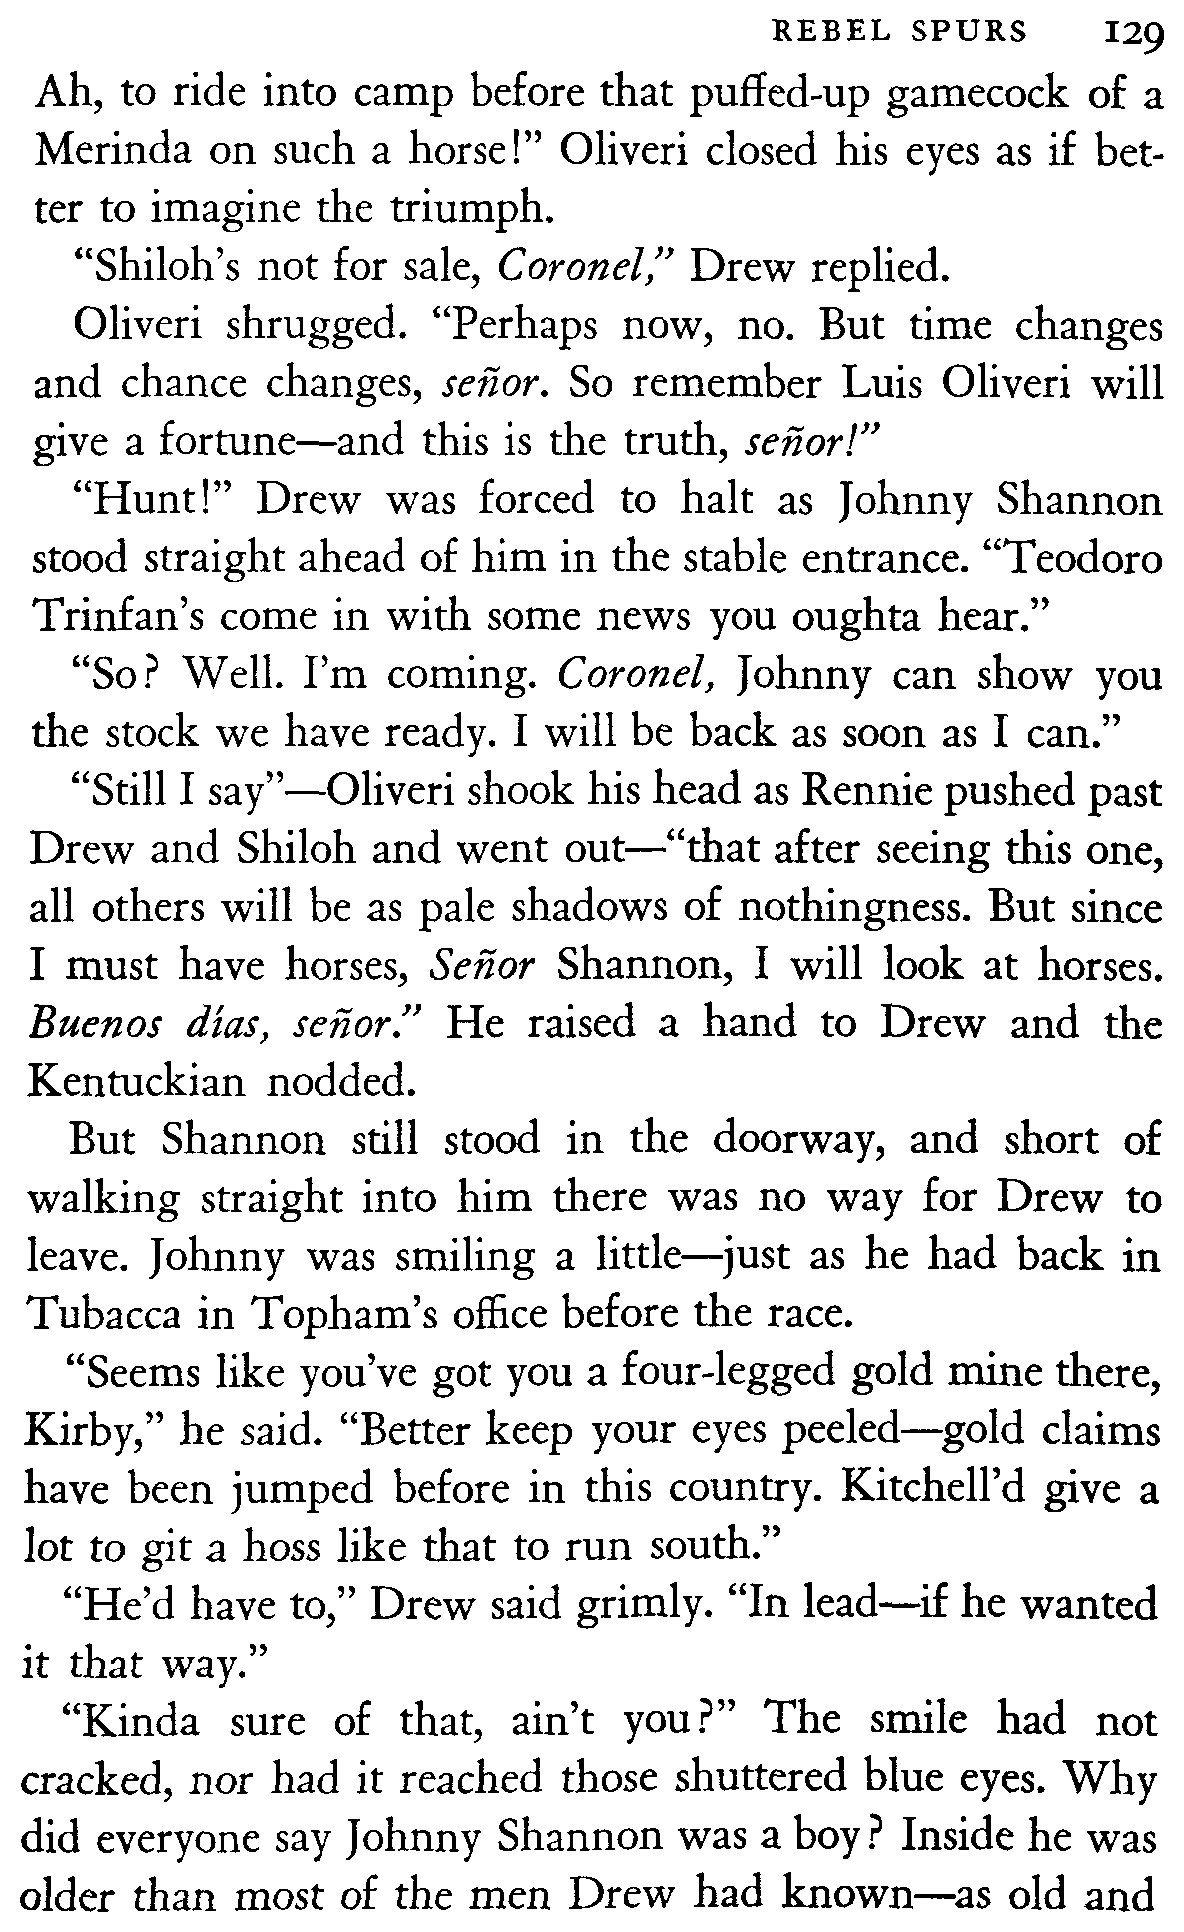 REBEL SPURS 129
Ah, to ride into camp before that puffed-up gamecock of a
Merinda on such a horse!” Oliveri closed his eyes as if bet-
ter to imagine the triumph.
“Shiloh’s not for sale, Coronel,” Drew replied.
Oliveri shrugged. “Perhaps now, no. But time changes
and chance changes, señor. So remember Luis Oliveri will
give a fortune—and this is the truth, señor!”
“Hunt!” Drew was forced to halt as Johnny Shannon
stood straight ahead of him in the stable entrance. “Teodoro
Trinfan’s come in with some news you oughta hear.”
“So? Well. I’m coming. Coronel, Johnny can show you
the stock we have ready. I will be back as soon as I can.”
“Still I say”—Oliveri shook his head as Rennie pushed past
Drew and Shiloh and went out—“that after seeing this one,
all others will be as pale shadows of nothingness. But since
I must have horses, Señor Shannon, I will look at horses.
Buenos días, señor.” He raised a hand to Drew and the
Kentuckian nodded.
But Shannon still stood in the doorway, and short of
walking straight into him there was no way for Drew to
leave. Johnny was smiling a little—just as he had back in
Tubacca in Topham’s office before the race.
“Seems like you’ve got you a four-legged gold mine there,
Kirby,” he said. “Better keep your eyes peeled—gold claims
have been jumped before in this country. Kitchell’d give a
lot to git a hoss like that to run south.”
“He’d have to,” Drew said grimly. “In lead—if he wanted
it that way.”
“Kinda sure of that, ain’t you?” The smile had not
cracked, nor had it reached those shuttered blue eyes. Why
did everyone say Johnny Shannon was a boy? Inside he was
older than most of the men Drew had known—as old and